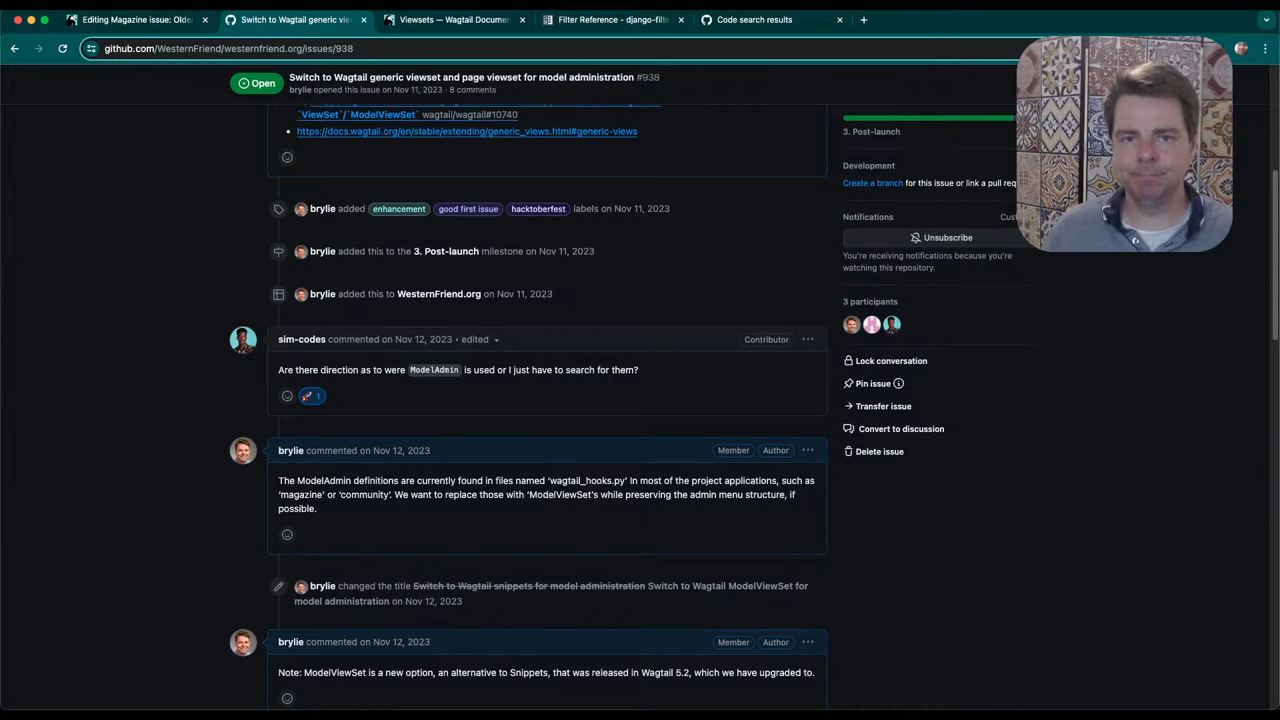 Editing Magazine issue: Older
Switch to Wagtail generic vie
Viewsets — Wagtail Documen
Filter Reference - django-filte
Code search results
github.com/WesternFriend/westernfriend.org/issues/938
Open
Switch to Wagtail generic viewset and page viewset for model administration #938
brylie opened this issue on Nov 11, 2023 · 8 comments
`ViewSet`/`ModelViewSet` wagtail/wagtail#10740
https://docs.wagtail.org/en/stable/extending/generic_views.html#generic-views
brylie added enhancement good first issue hacktoberfest labels on Nov 11, 2023
brylie added this to the 3. Post-launch milestone on Nov 11, 2023
brylie added this to WesternFriend.org on Nov 11, 2023
sim-codes commented on Nov 12, 2023 • edited
Contributor
Are there direction as to were ModelAdmin is used or I just have to search for them?
1
brylie commented on Nov 12, 2023
Member
Author
The ModelAdmin definitions are currently found in files named ‘wagtail_hooks.py’ In most of the project applications, such as
‘magazine’ or ‘community’. We want to replace those with ‘ModelViewSet’s while preserving the admin menu structure, if
possible.
brylie changed the title Switch to Wagtail snippets for model administration Switch to Wagtail ModelViewSet for
model administration on Nov 12, 2023
brylie commented on Nov 12, 2023
Member
Author
Note: ModelViewSet is a new option, an alternative to Snippets, that was released in Wagtail 5.2, which we have upgraded to.
3. Post-launch
Development
Create a branch for this issue or link a pull req
Notifications
Cus
Unsubscribe
You're receiving notifications because you're
watching this repository.
3 participants
Lock conversation
Pin issue
Transfer issue
Convert to discussion
Delete issue